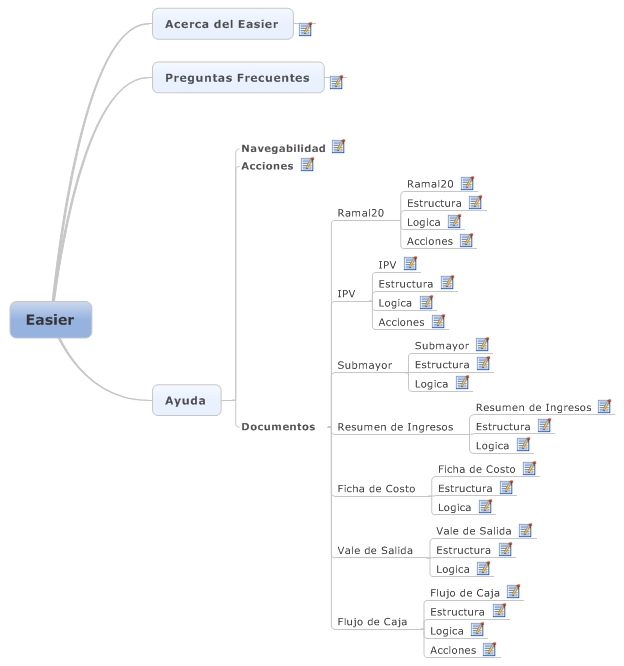 Acerca del Easier
Preguntas Frecuentes
Easier
Ayuda
Navegabilidad
Acciones
Documentos
Ramal20
Ramal20
Estructura
Logica
Acciones
IPV
IPV
Estructura
Logica
Acciones
Submayor
Submayor
Estructura
Logica
Resumen de Ingresos
Resumen de Ingresos
Estructura
Logica
Ficha de Costo
Ficha de Costo
Estructura
Logica
Vale de Salida
Vale de Salida
Estructura
Logica
Flujo de Caja
Flujo de Caja
Estructura
Logica
Acciones